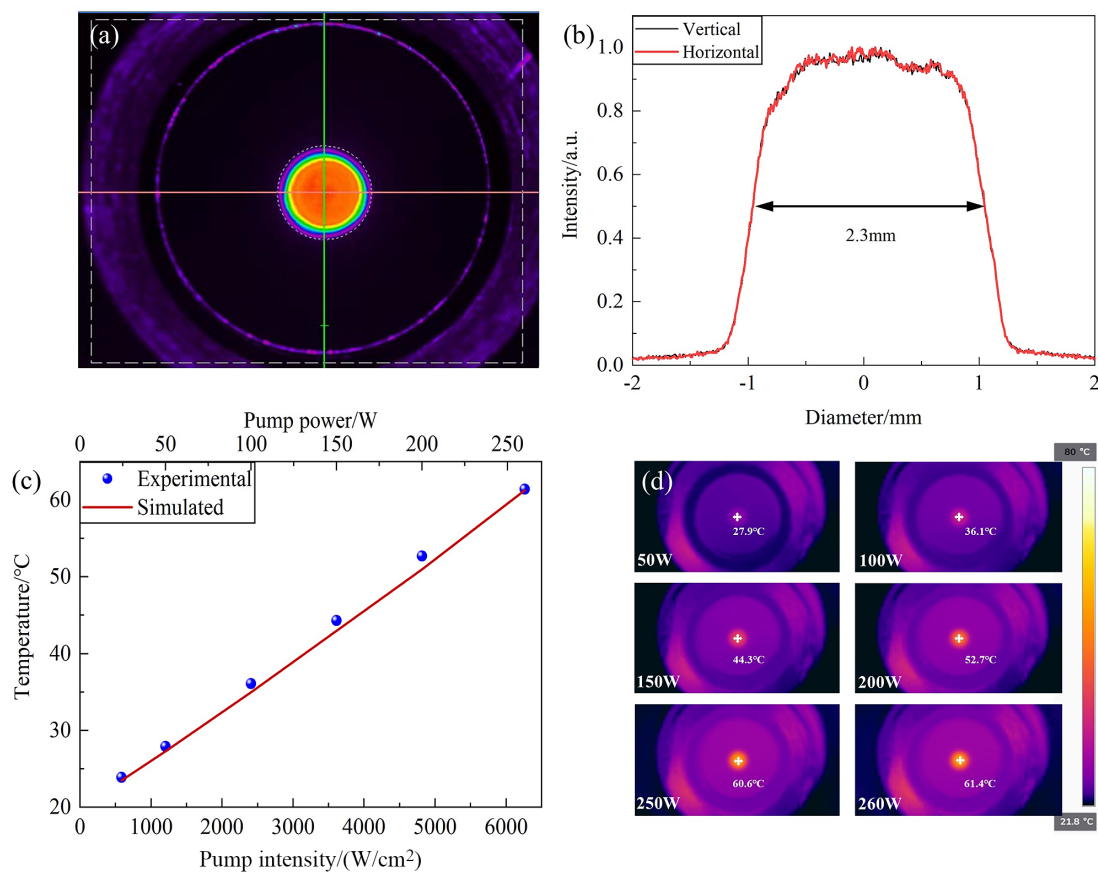 (a)
(b)
Vertical
Horizontal
1.0
0.8
0.6
0.4
0.2
0.0
Intensity/a.u.
2.3mm
-2
-1
0
1
2
Diameter/mm
Pump power/W
0
50
100
150
200
250
(c)
Experimental
Simulated
60
50
40
30
20
Temperature/°C
0
1000
2000
3000
4000
5000
6000
Pump intensity/(W/cm²)
(d)
80 °C
27.9°C
50W
36.1°C
100W
44.3°C
150W
52.7°C
200W
60.6°C
250W
61.4°C
260W
21.8 °C